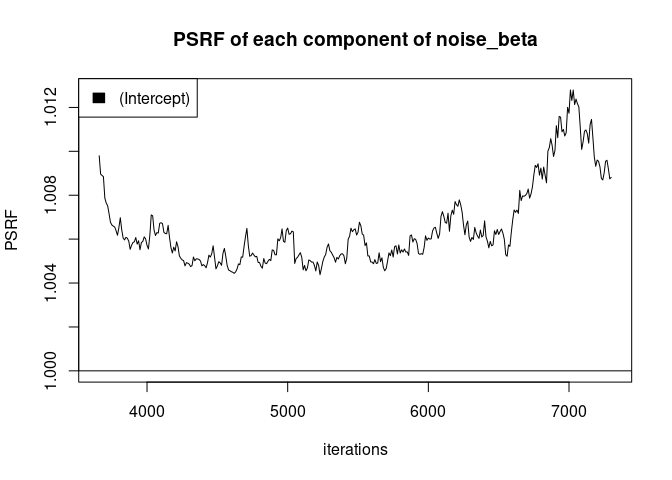 PSRF of each component of noise_beta
(Intercept)
PSRF
1.012
1.008
1.004
1.000
4000 5000 6000 7000
iterations